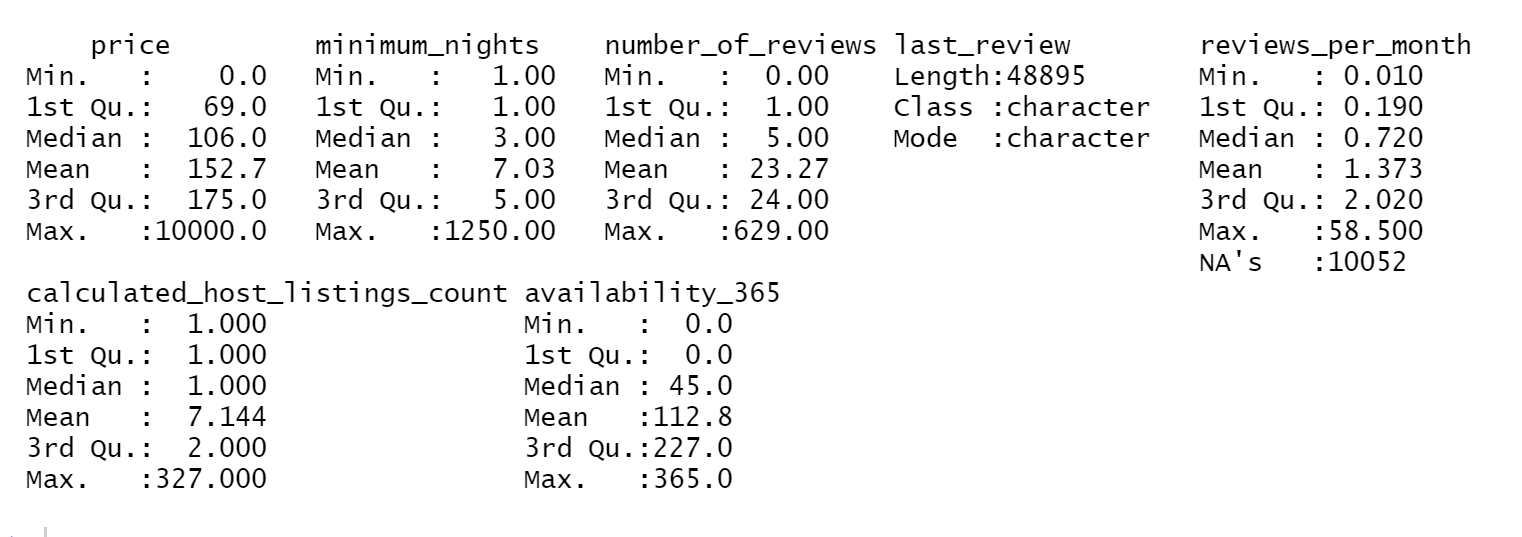 price         minimum_nights    number_of_reviews last_review        reviews_per_month
Min.   :    0.0   Min.   :   1.00   Min.   :  0.00    Length:48895       Min.   : 0.010
1st Qu.:   69.0   1st Qu.:   1.00   1st Qu.:  1.00    Class :character   1st Qu.: 0.190
Median :  106.0   Median :   3.00   Median :  5.00    Mode  :character   Median : 0.720
Mean   :  152.7   Mean   :   7.03   Mean   : 23.27                       Mean   : 1.373
3rd Qu.:  175.0   3rd Qu.:   5.00   3rd Qu.: 24.00                       3rd Qu.: 2.020
Max.   :10000.0   Max.   :1250.00   Max.   :629.00                       Max.   :58.500
                                                                         NA's   :10052
calculated_host_listings_count availability_365
Min.   :  1.000                Min.   :  0.0
1st Qu.:  1.000                1st Qu.:  0.0
Median :  1.000                Median : 45.0
Mean   :  7.144                Mean   :112.8
3rd Qu.:  2.000                3rd Qu.:227.0
Max.   :327.000                Max.   :365.0